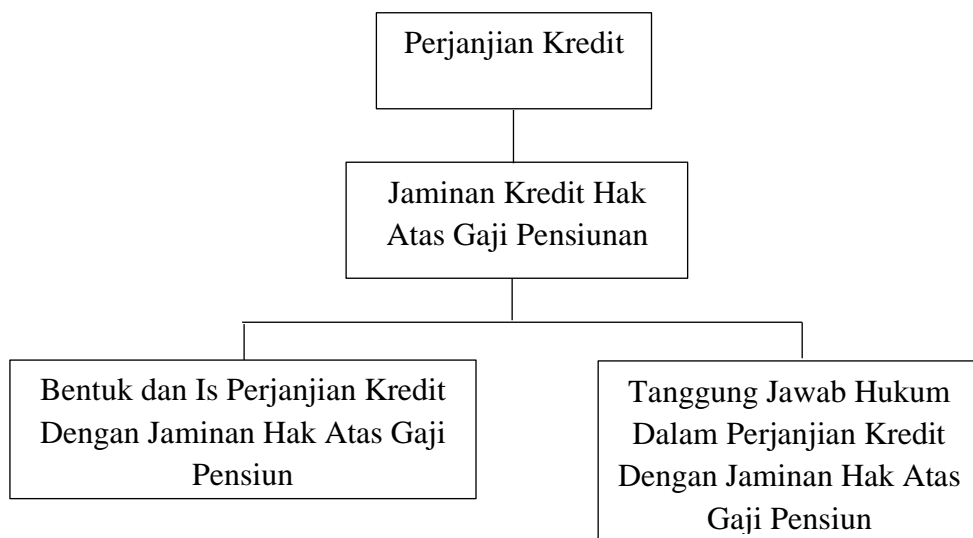 Perjanjian Kredit
Jaminan Kredit Hak
Atas Gaji Pensiunan
Bentuk dan Is Perjanjian Kredit
Dengan Jaminan Hak Atas Gaji
Pensiun
Tanggung Jawab Hukum
Dalam Perjanjian Kredit
Dengan Jaminan Hak Atas
Gaji Pensiun